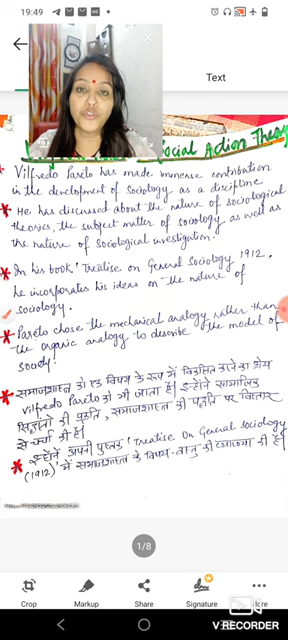 19:49
91
Text
Social Action Theory
Vilfredo Pareto has made immense contribution
in the development of sociology as a discipline
He has discussed about the nature of sociological
theories, the subject matter of sociology as well as
the nature of sociological investigation.
In his book 'Treatise on General Sociology 1912,
he incorporates his ideas on the nature of
sociology.
Pareto chose the mechanical analogy rather than
the organic analogy to describe the model of
society!
समाजशास्त्र को एक विषय के रूप में विकसित करने का श्रेय
Vilfredo Pareto को भी जाता है। इन्होंने सामाजिक
सिद्धान्तों की प्रकृति, समाजशास्त्र की पद्धति पर विस्तार
से चर्चा की है।
इन्होंने अपनी पुस्तक 'Treatise On General Sociology
(1912)' में समाजशास्त्र के विषय-वस्तु की व्याख्या की है।
1/8
Crop
Markup
Share
Signature
More
V RECORDER